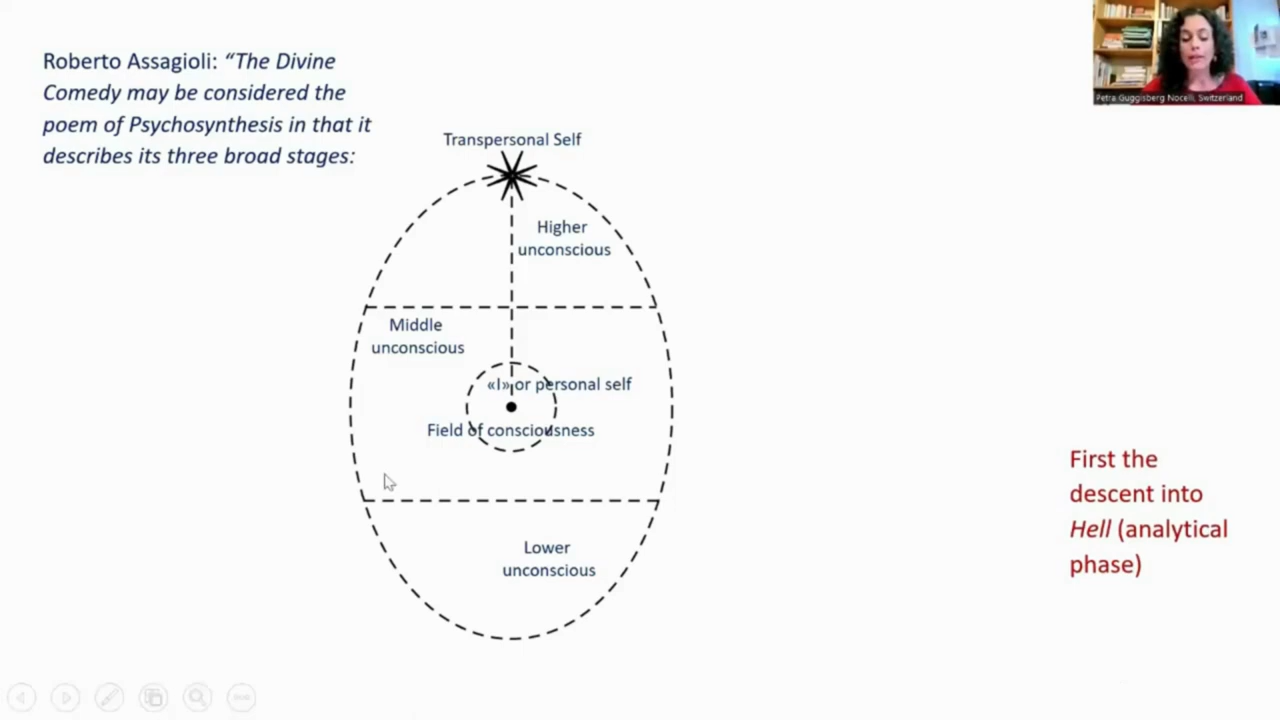 Roberto Assagioli: “The Divine
Comedy may be considered the
poem of Psychosynthesis in that it
describes its three broad stages:
Petra Guggisberg Nocelli, Switzerland
Transpersonal Self
Higher
unconscious
Middle
unconscious
«I» or personal self
Field of consciousness
Lower
unconscious
First the
descent into
Hell (analytical
phase)